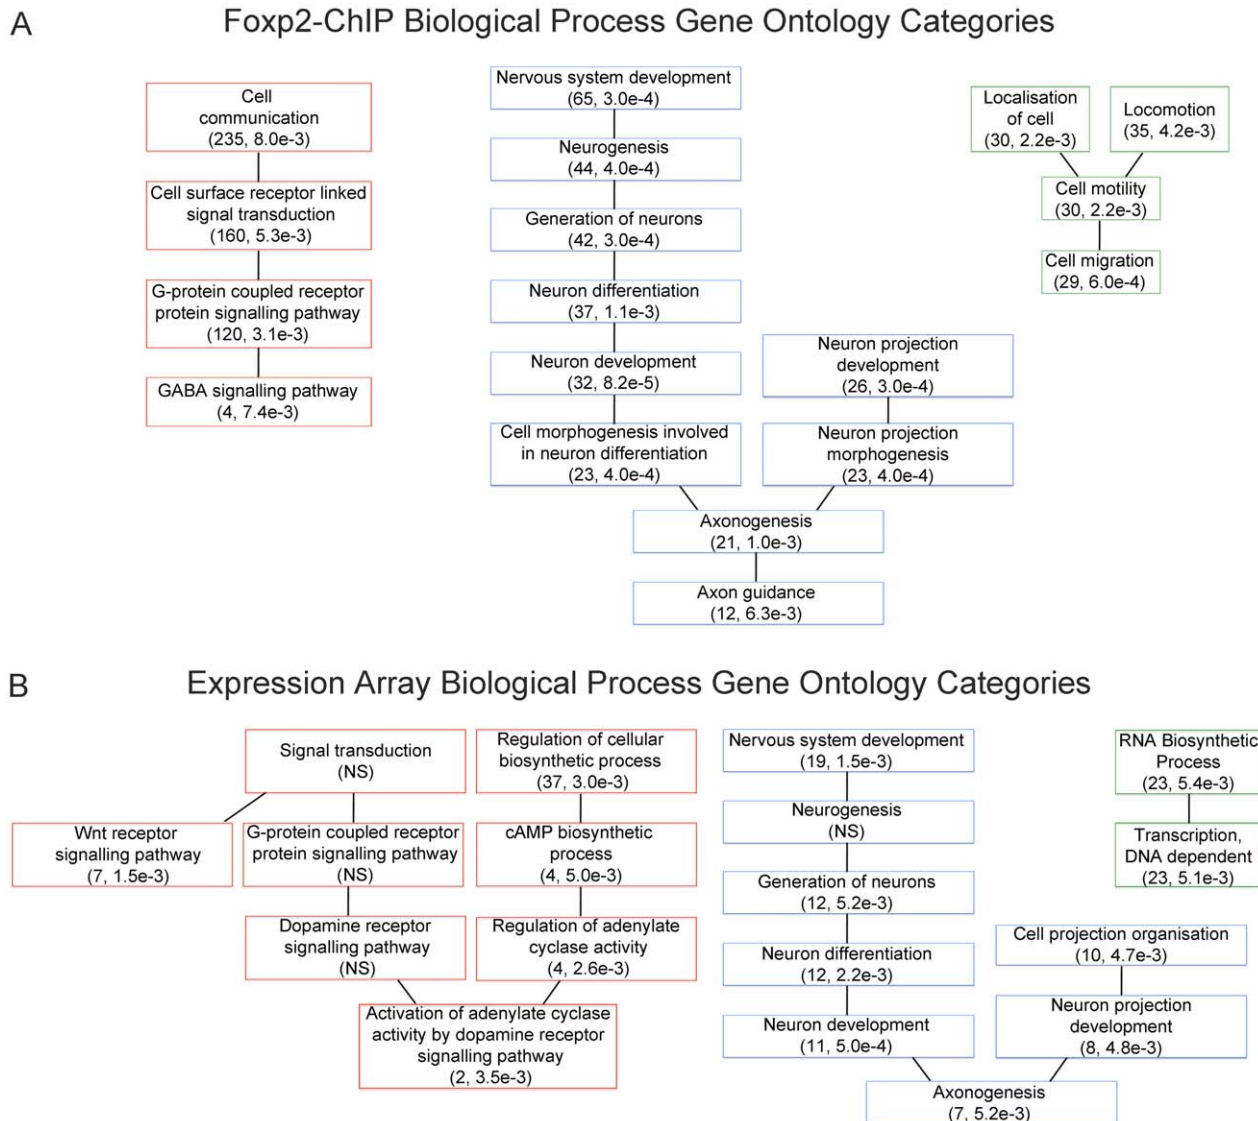 A
Foxp2-ChIP Biological Process Gene Ontology Categories
Cell
communication
(235, 8.0e-3)
Cell surface receptor linked
signal transduction
(160, 5.3e-3)
G-protein coupled receptor
protein signalling pathway
(120, 3.1e-3)
GABA signalling pathway
(4, 7.4e-3)
Nervous system development
(65, 3.0e-4)
Neurogenesis
(44, 4.0e-4)
Generation of neurons
(42, 3.0e-4)
Neuron differentiation
(37, 1.1e-3)
Neuron development
(32, 8.2e-5)
Cell morphogenesis involved
in neuron differentiation
(23, 4.0e-4)
Neuron projection
development
(26, 3.0e-4)
Neuron projection
morphogenesis
(23, 4.0e-4)
Axonogenesis
(21, 1.0e-3)
Axon guidance
(12, 6.3e-3)
Localisation
of cell
(30, 2.2e-3)
Locomotion
(35, 4.2e-3)
Cell motility
(30, 2.2e-3)
Cell migration
(29, 6.0e-4)
B
Expression Array Biological Process Gene Ontology Categories
Signal transduction
(NS)
Wnt receptor
signalling pathway
(7, 1.5e-3)
G-protein coupled receptor
protein signalling pathway
(NS)
Dopamine receptor
signalling pathway
(NS)
Regulation of cellular
biosynthetic process
(37, 3.0e-3)
cAMP biosynthetic
process
(4, 5.0e-3)
Regulation of adenylate
cyclase activity
(4, 2.6e-3)
Activation of adenylate cyclase
activity by dopamine receptor
signalling pathway
(2, 3.5e-3)
Nervous system development
(19, 1.5e-3)
Neurogenesis
(NS)
Generation of neurons
(12, 5.2e-3)
Neuron differentiation
(12, 2.2e-3)
Neuron development
(11, 5.0e-4)
Cell projection organisation
(10, 4.7e-3)
Neuron projection
development
(8, 4.8e-3)
Axonogenesis
(7, 5.2e-3)
RNA Biosynthetic
Process
(23, 5.4e-3)
Transcription,
DNA dependent
(23, 5.1e-3)